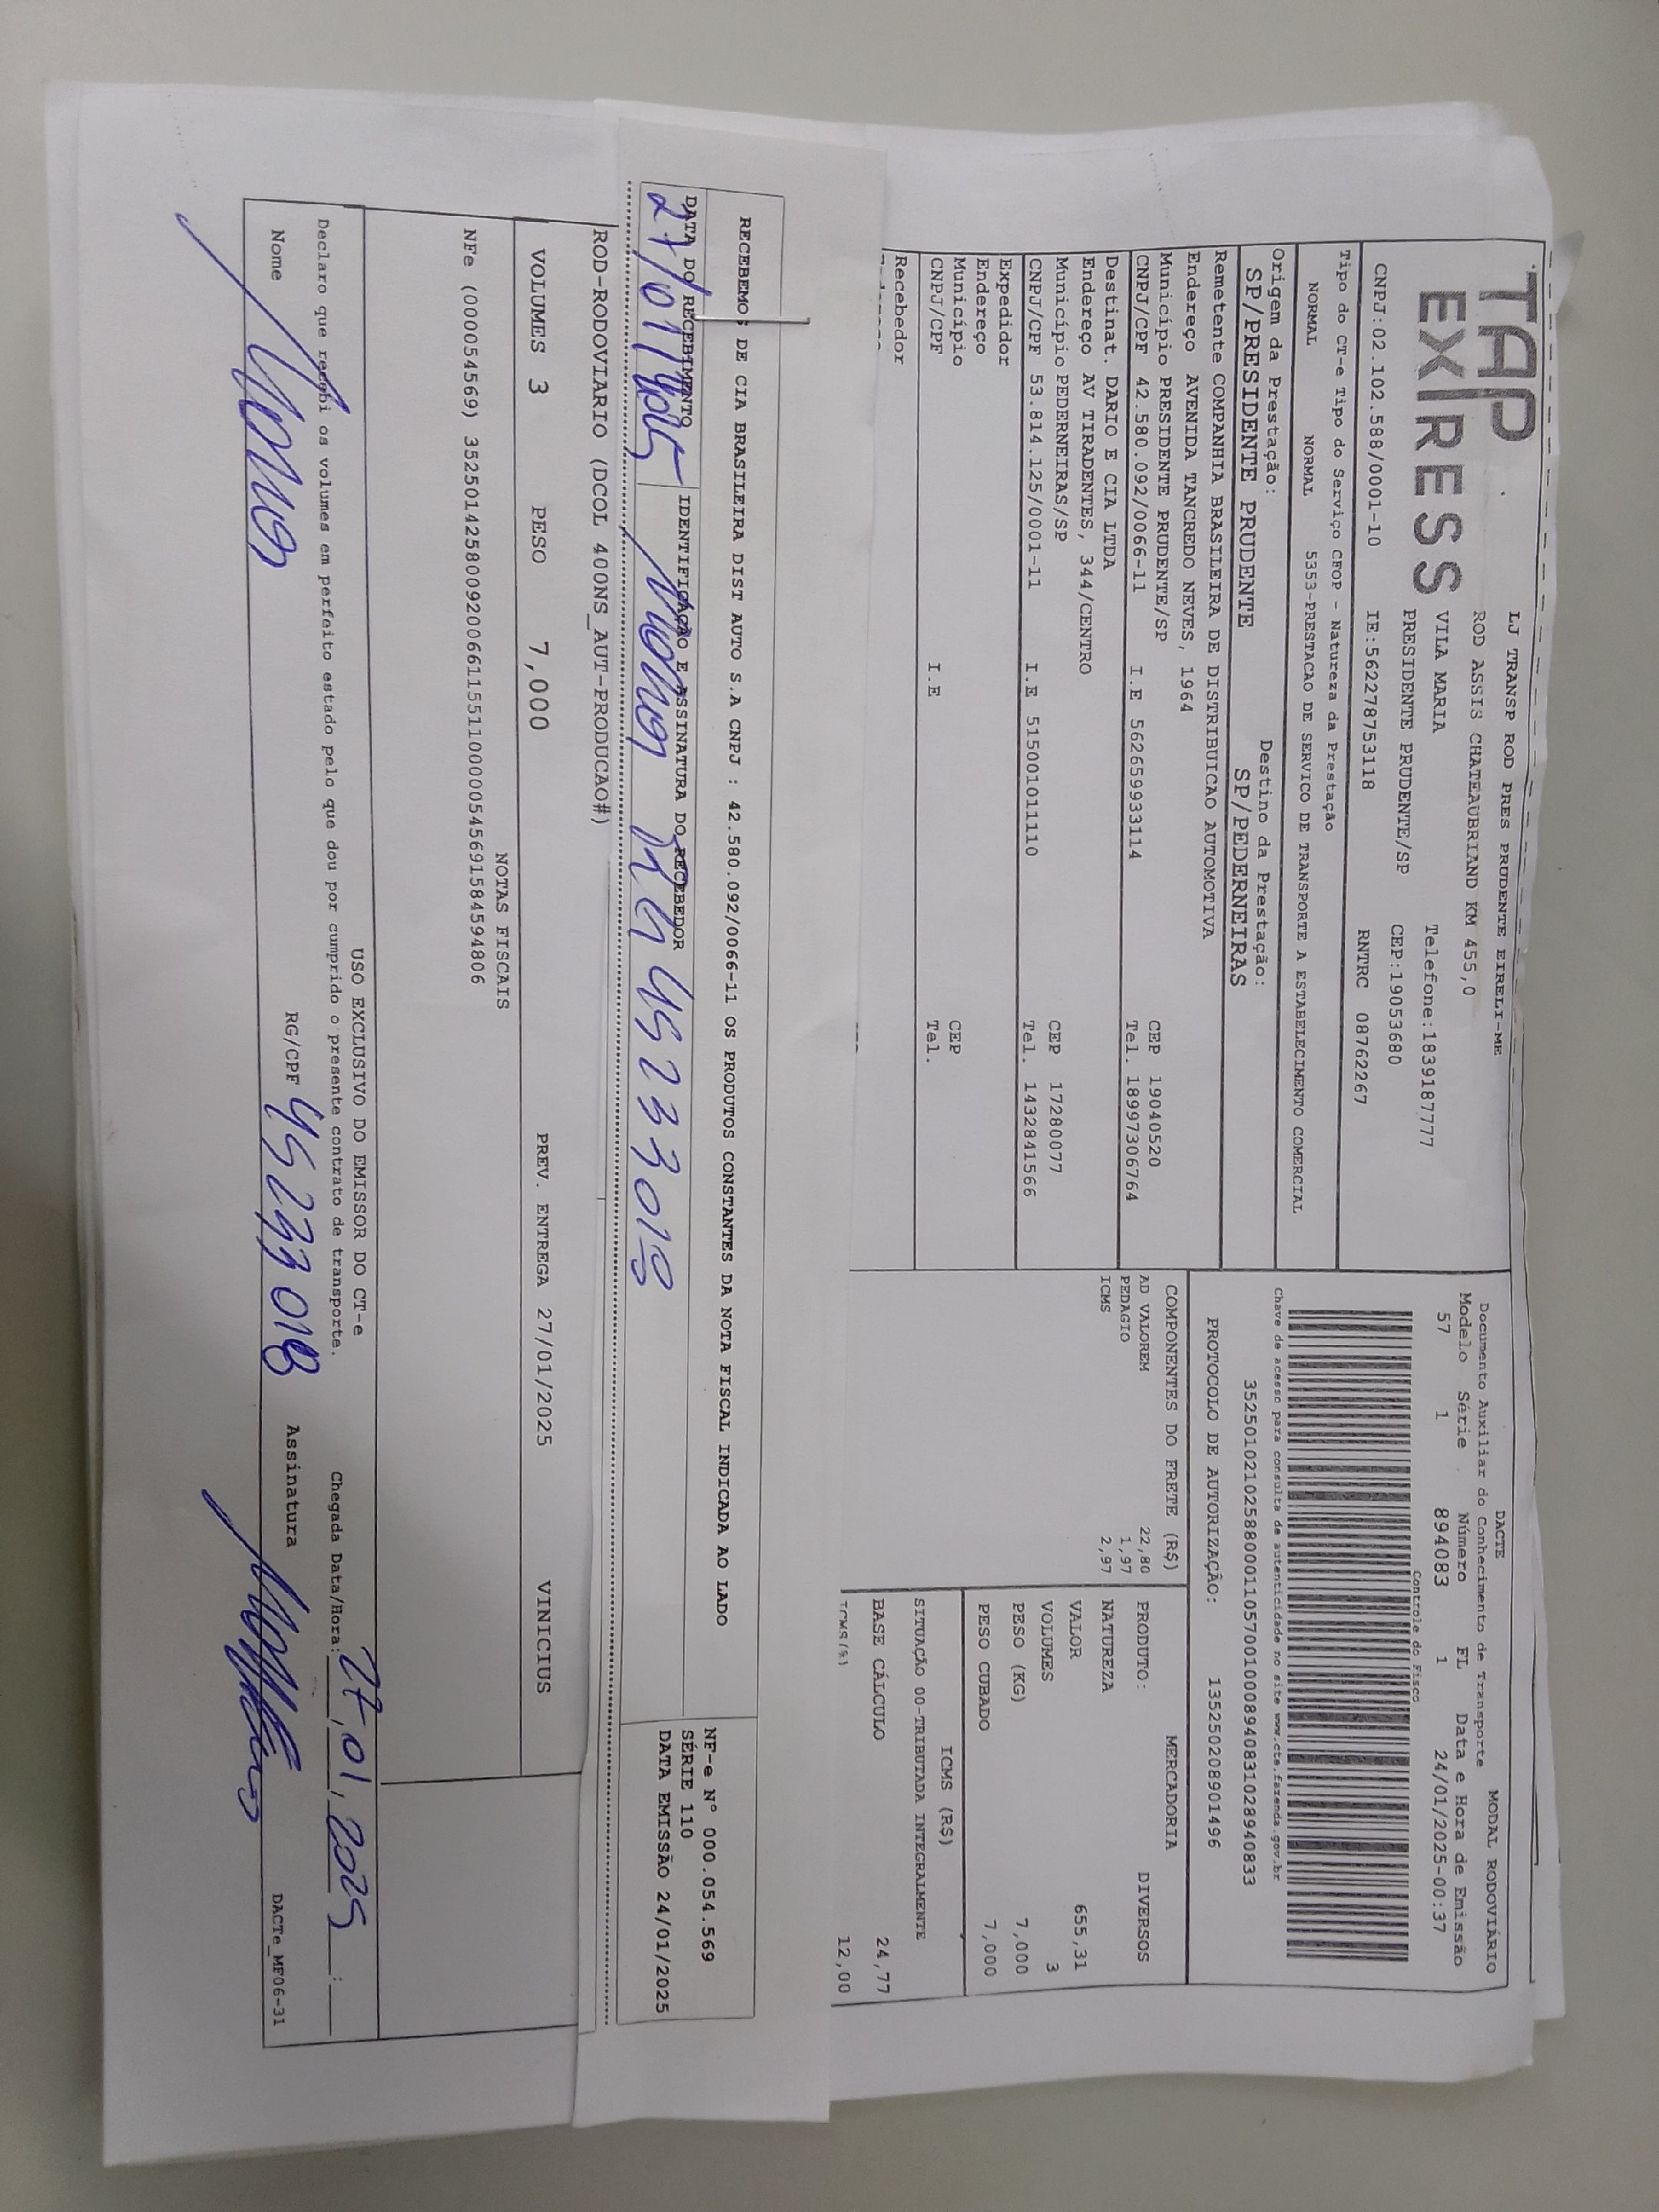 TAP EXPRESS
LJ TRANSP ROD PRES PRUDENTE EIRELI-ME
ROD ASSIS CHATEAUBRIAND KM 455,0
VILA MARIA Telefone:1839187777
PRESIDENTE PRUDENTE/SP CEP:19053680
CNPJ:02.102.588/0001-10 IE:562278753118 RNTRC 08762267
Tipo do CT-e Tipo do Serviço CFOP - Natureza da Prestação
NORMAL NORMAL 5353-PRESTACAO DE SERVICO DE TRANSPORTE A ESTABELECIMENTO COMERCIAL
Origem da Prestação: Destino da Prestação:
SP/PRESIDENTE PRUDENTE SP/PEDERNEIRAS
Remetente COMPANHIA BRASILEIRA DE DISTRIBUICAO AUTOMOTIVA
Endereço AVENIDA TANCREDO NEVES, 1964
Município PRESIDENTE PRUDENTE/SP CEP 19040520
CNPJ/CPF 42.580.092/0066-11 I.E 562659933114 Tel. 18997306764
Destinat. DARIO E CIA LTDA
Endereço AV TIRADENTES, 344/CENTRO
Município PEDERNEIRAS/SP CEP 17280077
CNPJ/CPF 53.814.125/0001-11 I.E 515001011110 Tel. 1432841566
Expedidor
Endereço
Município CEP
CNPJ/CPF I.E Tel.
Recebedor
DACTE MODAL RODOVIÁRIO
Documento Auxiliar do Conhecimento de Transporte
Modelo Série Número FL Data e Hora de Emissão
57 1 894083 1 24/01/2025-00:37
Controle do Fisco
Chave de acesso para consulta de autenticidade no site www.cte.fazenda.gov.br
35250102102588000110570010008940831028940833
PROTOCOLO DE AUTORIZAÇÃO: 135250208901496
COMPONENTES DO FRETE (R$)
AD VALOREM 22,80
PEDAGIO 1,97
ICMS 2,97
MERCADORIA
PRODUTO: DIVERSOS
NATUREZA
VALOR 655,31
VOLUMES 3
PESO (KG) 7,000
PESO CUBADO 7,000
ICMS (R$)
SITUAÇÃO 00-TRIBUTADA INTEGRALMENTE
BASE CÁLCULO 24,77
ICMS(%) 12,00
RECEBEMOS DE CIA BRASILEIRA DIST AUTO S.A CNPJ : 42.580.092/0066-11 OS PRODUTOS CONSTANTES DA NOTA FISCAL INDICADA AO LADO
DATA DO RECEBIMENTO IDENTIFICAÇÃO E ASSINATURA DO RECEBEDOR
27/01/2025
NF-e N° 000.054.569
SÉRIE 110
DATA EMISSÃO 24/01/2025
ROD-RODOVIARIO (DCOL 400NS_AUT-PRODUCAO#)
VOLUMES 3 PESO 7,000 PREV. ENTREGA 27/01/2025 VINICIUS
NOTAS FISCAIS
NFe (000054569) 35250142580092006611551100000545691584594806
USO EXCLUSIVO DO EMISSOR DO CT-e
Declaro que recebi os volumes em perfeito estado pelo que dou por cumprido o presente contrato de transporte. Chegada Data/Hora: 27,01,2025 :
Nome RG/CPF Assinatura
DACTe_MF06-31